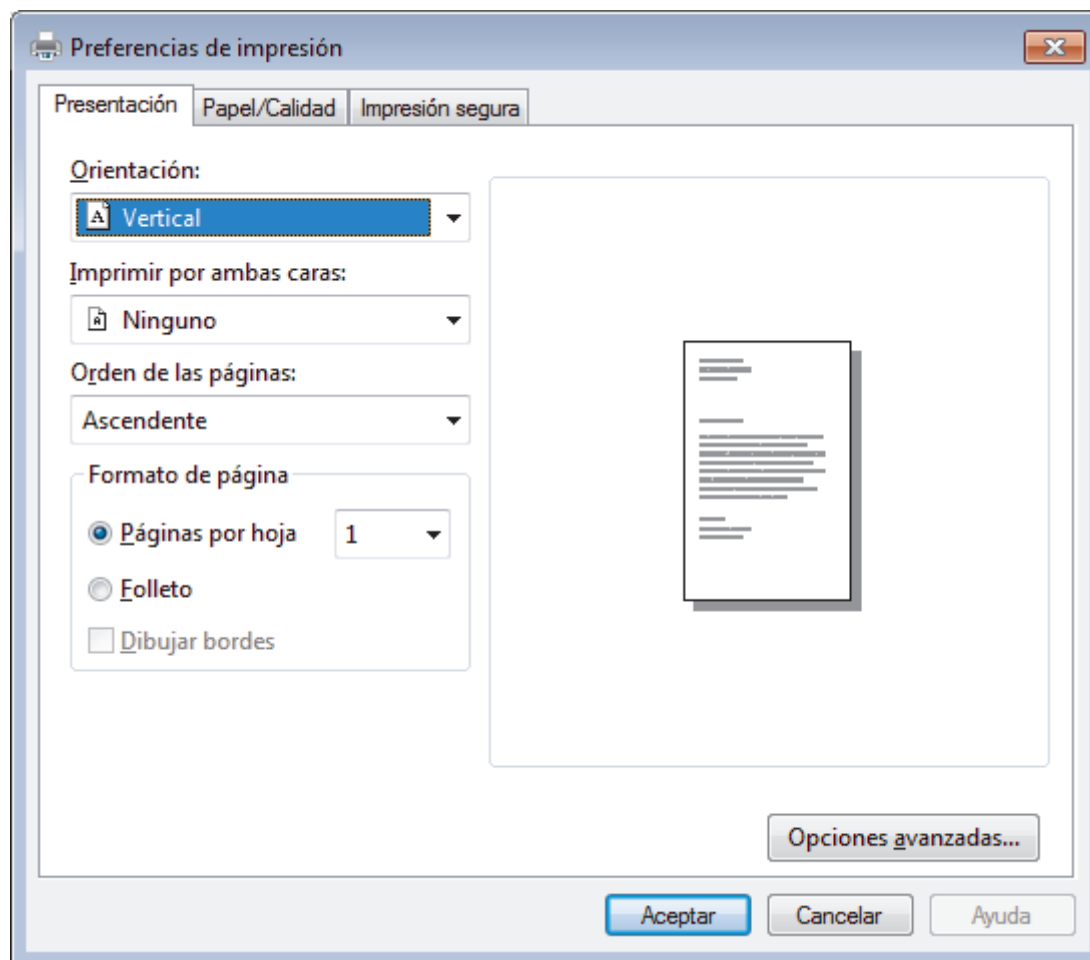 Preferencias de impresión
Presentación Papel/Calidad Impresión segura
Orientación:
Vertical
Imprimir por ambas caras:
Ninguno
Orden de las páginas:
Ascendente
Formato de página
Páginas por hoja 1
Folleto
Dibujar bordes
Opciones avanzadas...
Aceptar Cancelar Ayuda